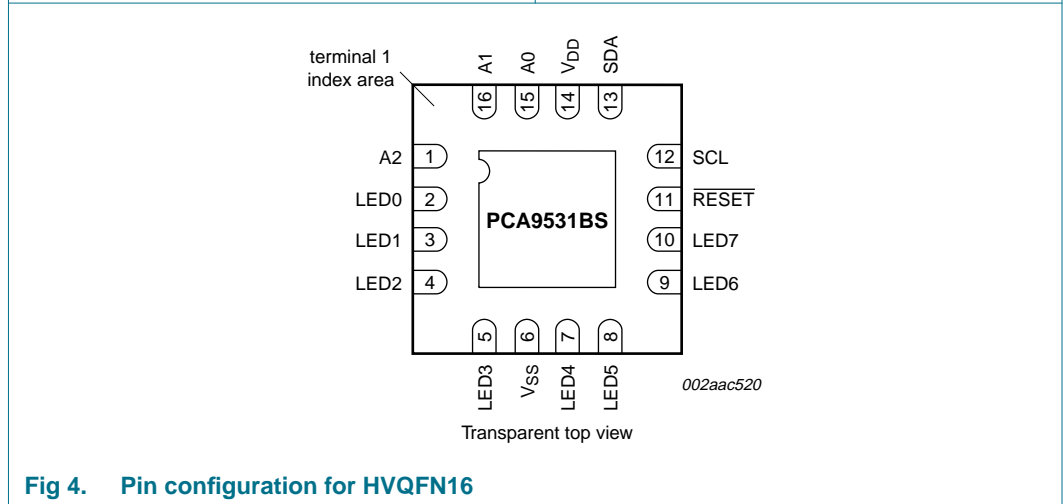 terminal 1
index area
A1
A0
VDD
SDA
16
15
14
13
A2
1
12
SCL
LED0
2
11
RESET
LED1
3
PCA9531BS
10
LED7
LED2
4
9
LED6
5
6
7
8
LED3
VSS
LED4
LED5
002aac520
Transparent top view
Fig 4. Pin configuration for HVQFN16